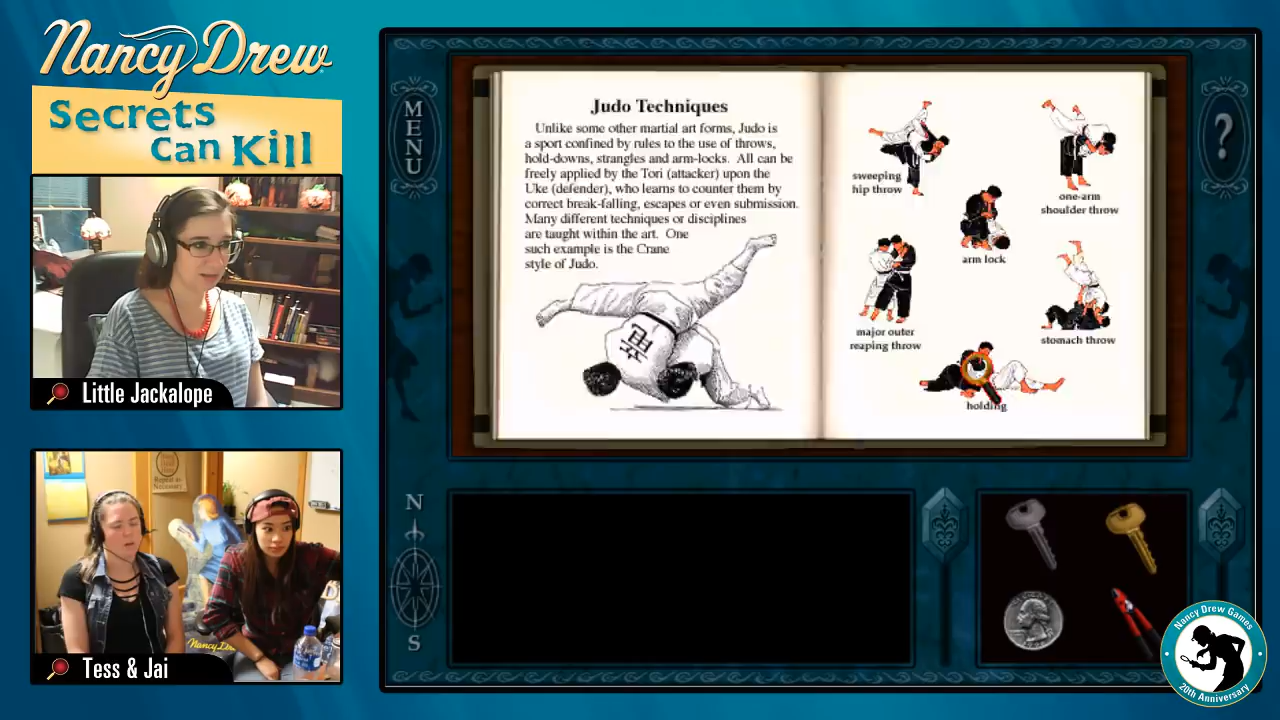 Nancy Drew
Secrets
Can Kill
Little Jackalope
Repeat as
Necessary
Nancy Drew
Tess & Jai
MENU
?
Judo Techniques
Unlike some other martial art forms, Judo is
a sport confined by rules to the use of throws,
hold-downs, strangles and arm-locks. All can be
freely applied by the Tori (attacker) upon the
Uke (defender), who learns to counter them by
correct break-falling, escapes or even submission.
Many different techniques or disciplines
are taught within the art. One
such example is the Crane
style of Judo.
sweeping
hip throw
one-arm
shoulder throw
arm lock
major outer
reaping throw
stomach throw
holding
N
S
Nancy Drew Games
20th Anniversary